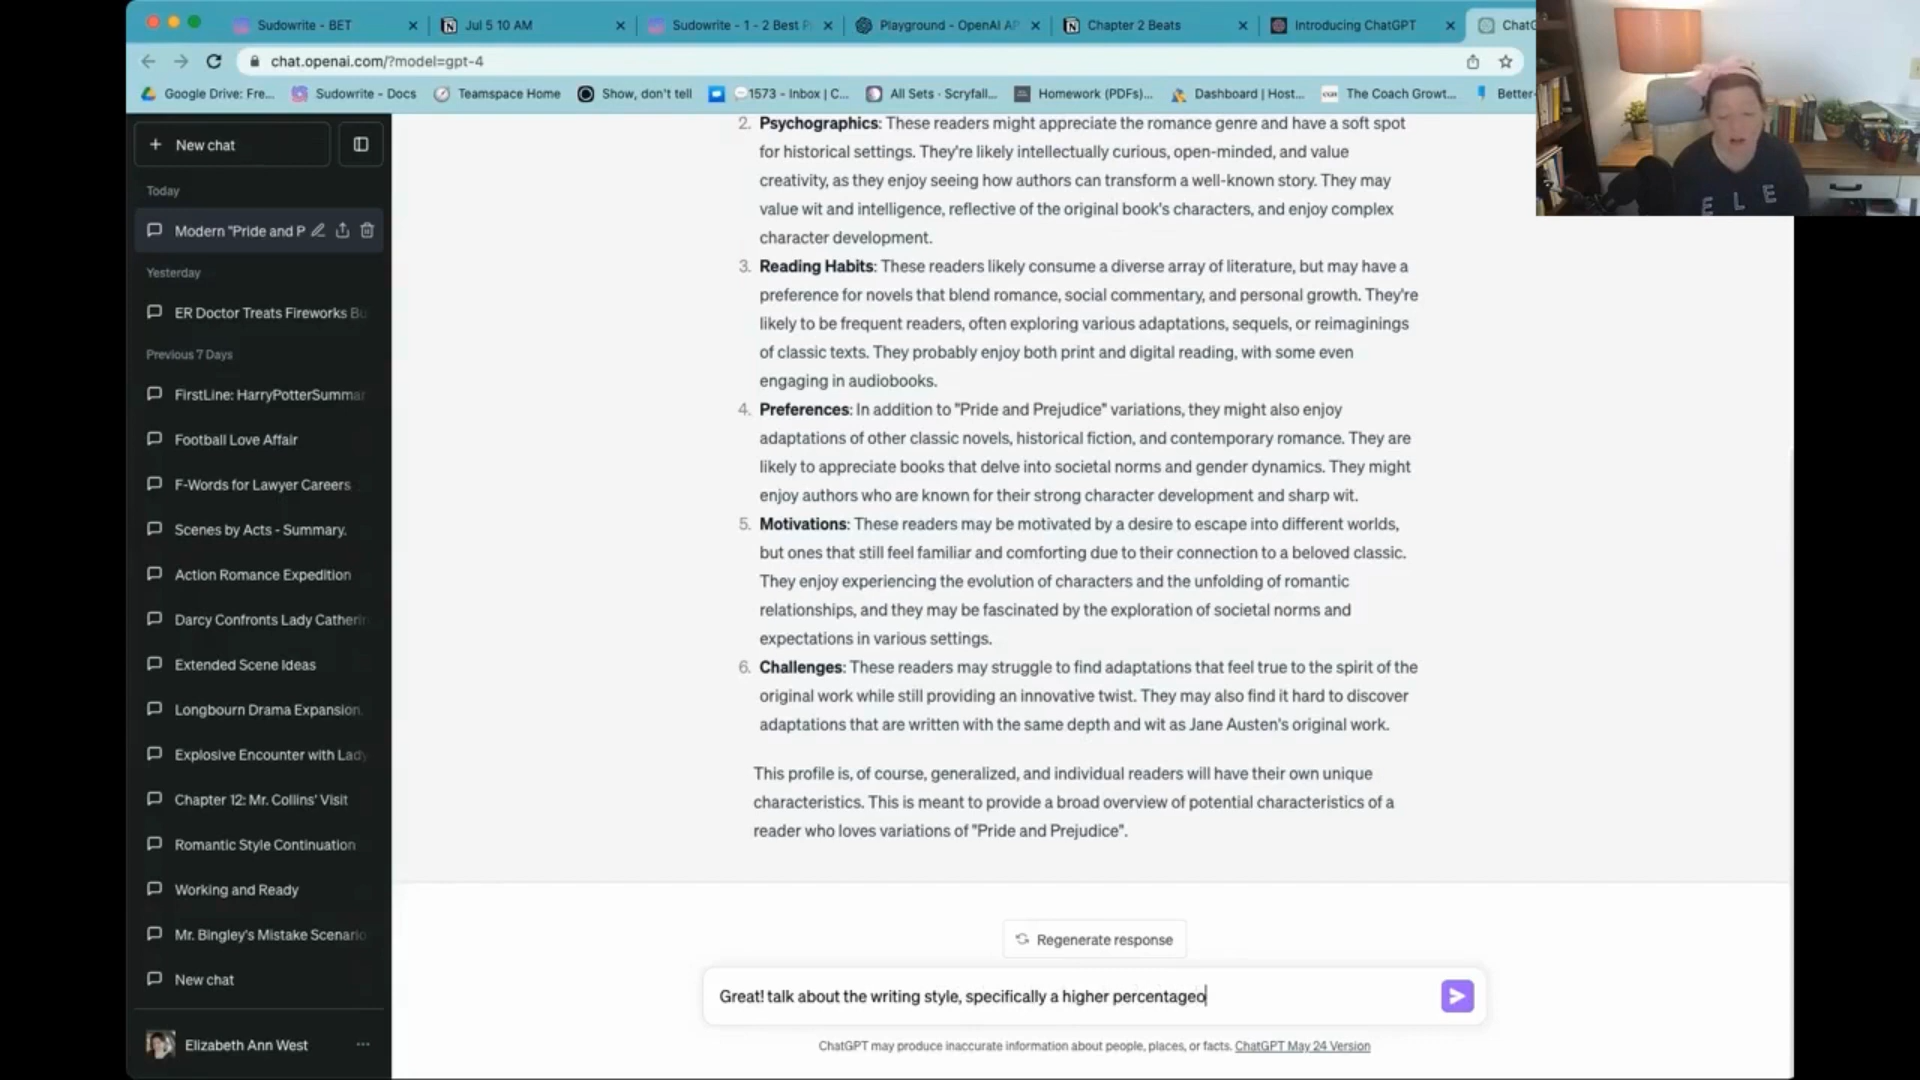 Sudowrite - BET
Jul 5 10 AM
Sudowrite - 1 - 2 Best P
Playground - OpenAI AP
Chapter 2 Beats
Introducing ChatGPT
ChatG
chat.openai.com/?model=gpt-4
Google Drive: Fre...
Sudowrite - Docs
Teamspace Home
Show, don't tell
1573 - Inbox | C...
All Sets · Scryfall...
Homework (PDFs)...
Dashboard | Host...
The Coach Growt...
Better-
New chat
Today
Modern "Pride and P
Yesterday
ER Doctor Treats Fireworks Bu
Previous 7 Days
FirstLine: HarryPotterSummar
Football Love Affair
F-Words for Lawyer Careers
Scenes by Acts - Summary.
Action Romance Expedition
Darcy Confronts Lady Catherin
Extended Scene Ideas
Longbourn Drama Expansion.
Explosive Encounter with Lady
Chapter 12: Mr. Collins' Visit
Romantic Style Continuation
Working and Ready
Mr. Bingley's Mistake Scenario
New chat
Elizabeth Ann West
2. Psychographics: These readers might appreciate the romance genre and have a soft spot
for historical settings. They're likely intellectually curious, open-minded, and value
creativity, as they enjoy seeing how authors can transform a well-known story. They may
value wit and intelligence, reflective of the original book's characters, and enjoy complex
character development.
3. Reading Habits: These readers likely consume a diverse array of literature, but may have a
preference for novels that blend romance, social commentary, and personal growth. They're
likely to be frequent readers, often exploring various adaptations, sequels, or reimaginings
of classic texts. They probably enjoy both print and digital reading, with some even
engaging in audiobooks.
4. Preferences: In addition to "Pride and Prejudice" variations, they might also enjoy
adaptations of other classic novels, historical fiction, and contemporary romance. They are
likely to appreciate books that delve into societal norms and gender dynamics. They might
enjoy authors who are known for their strong character development and sharp wit.
5. Motivations: These readers may be motivated by a desire to escape into different worlds,
but ones that still feel familiar and comforting due to their connection to a beloved classic.
They enjoy experiencing the evolution of characters and the unfolding of romantic
relationships, and they may be fascinated by the exploration of societal norms and
expectations in various settings.
6. Challenges: These readers may struggle to find adaptations that feel true to the spirit of the
original work while still providing an innovative twist. They may also find it hard to discover
adaptations that are written with the same depth and wit as Jane Austen's original work.
This profile is, of course, generalized, and individual readers will have their own unique
characteristics. This is meant to provide a broad overview of potential characteristics of a
reader who loves variations of "Pride and Prejudice".
Regenerate response
Great! talk about the writing style, specifically a higher percentageo
ChatGPT may produce inaccurate information about people, places, or facts. ChatGPT May 24 Version
E L E